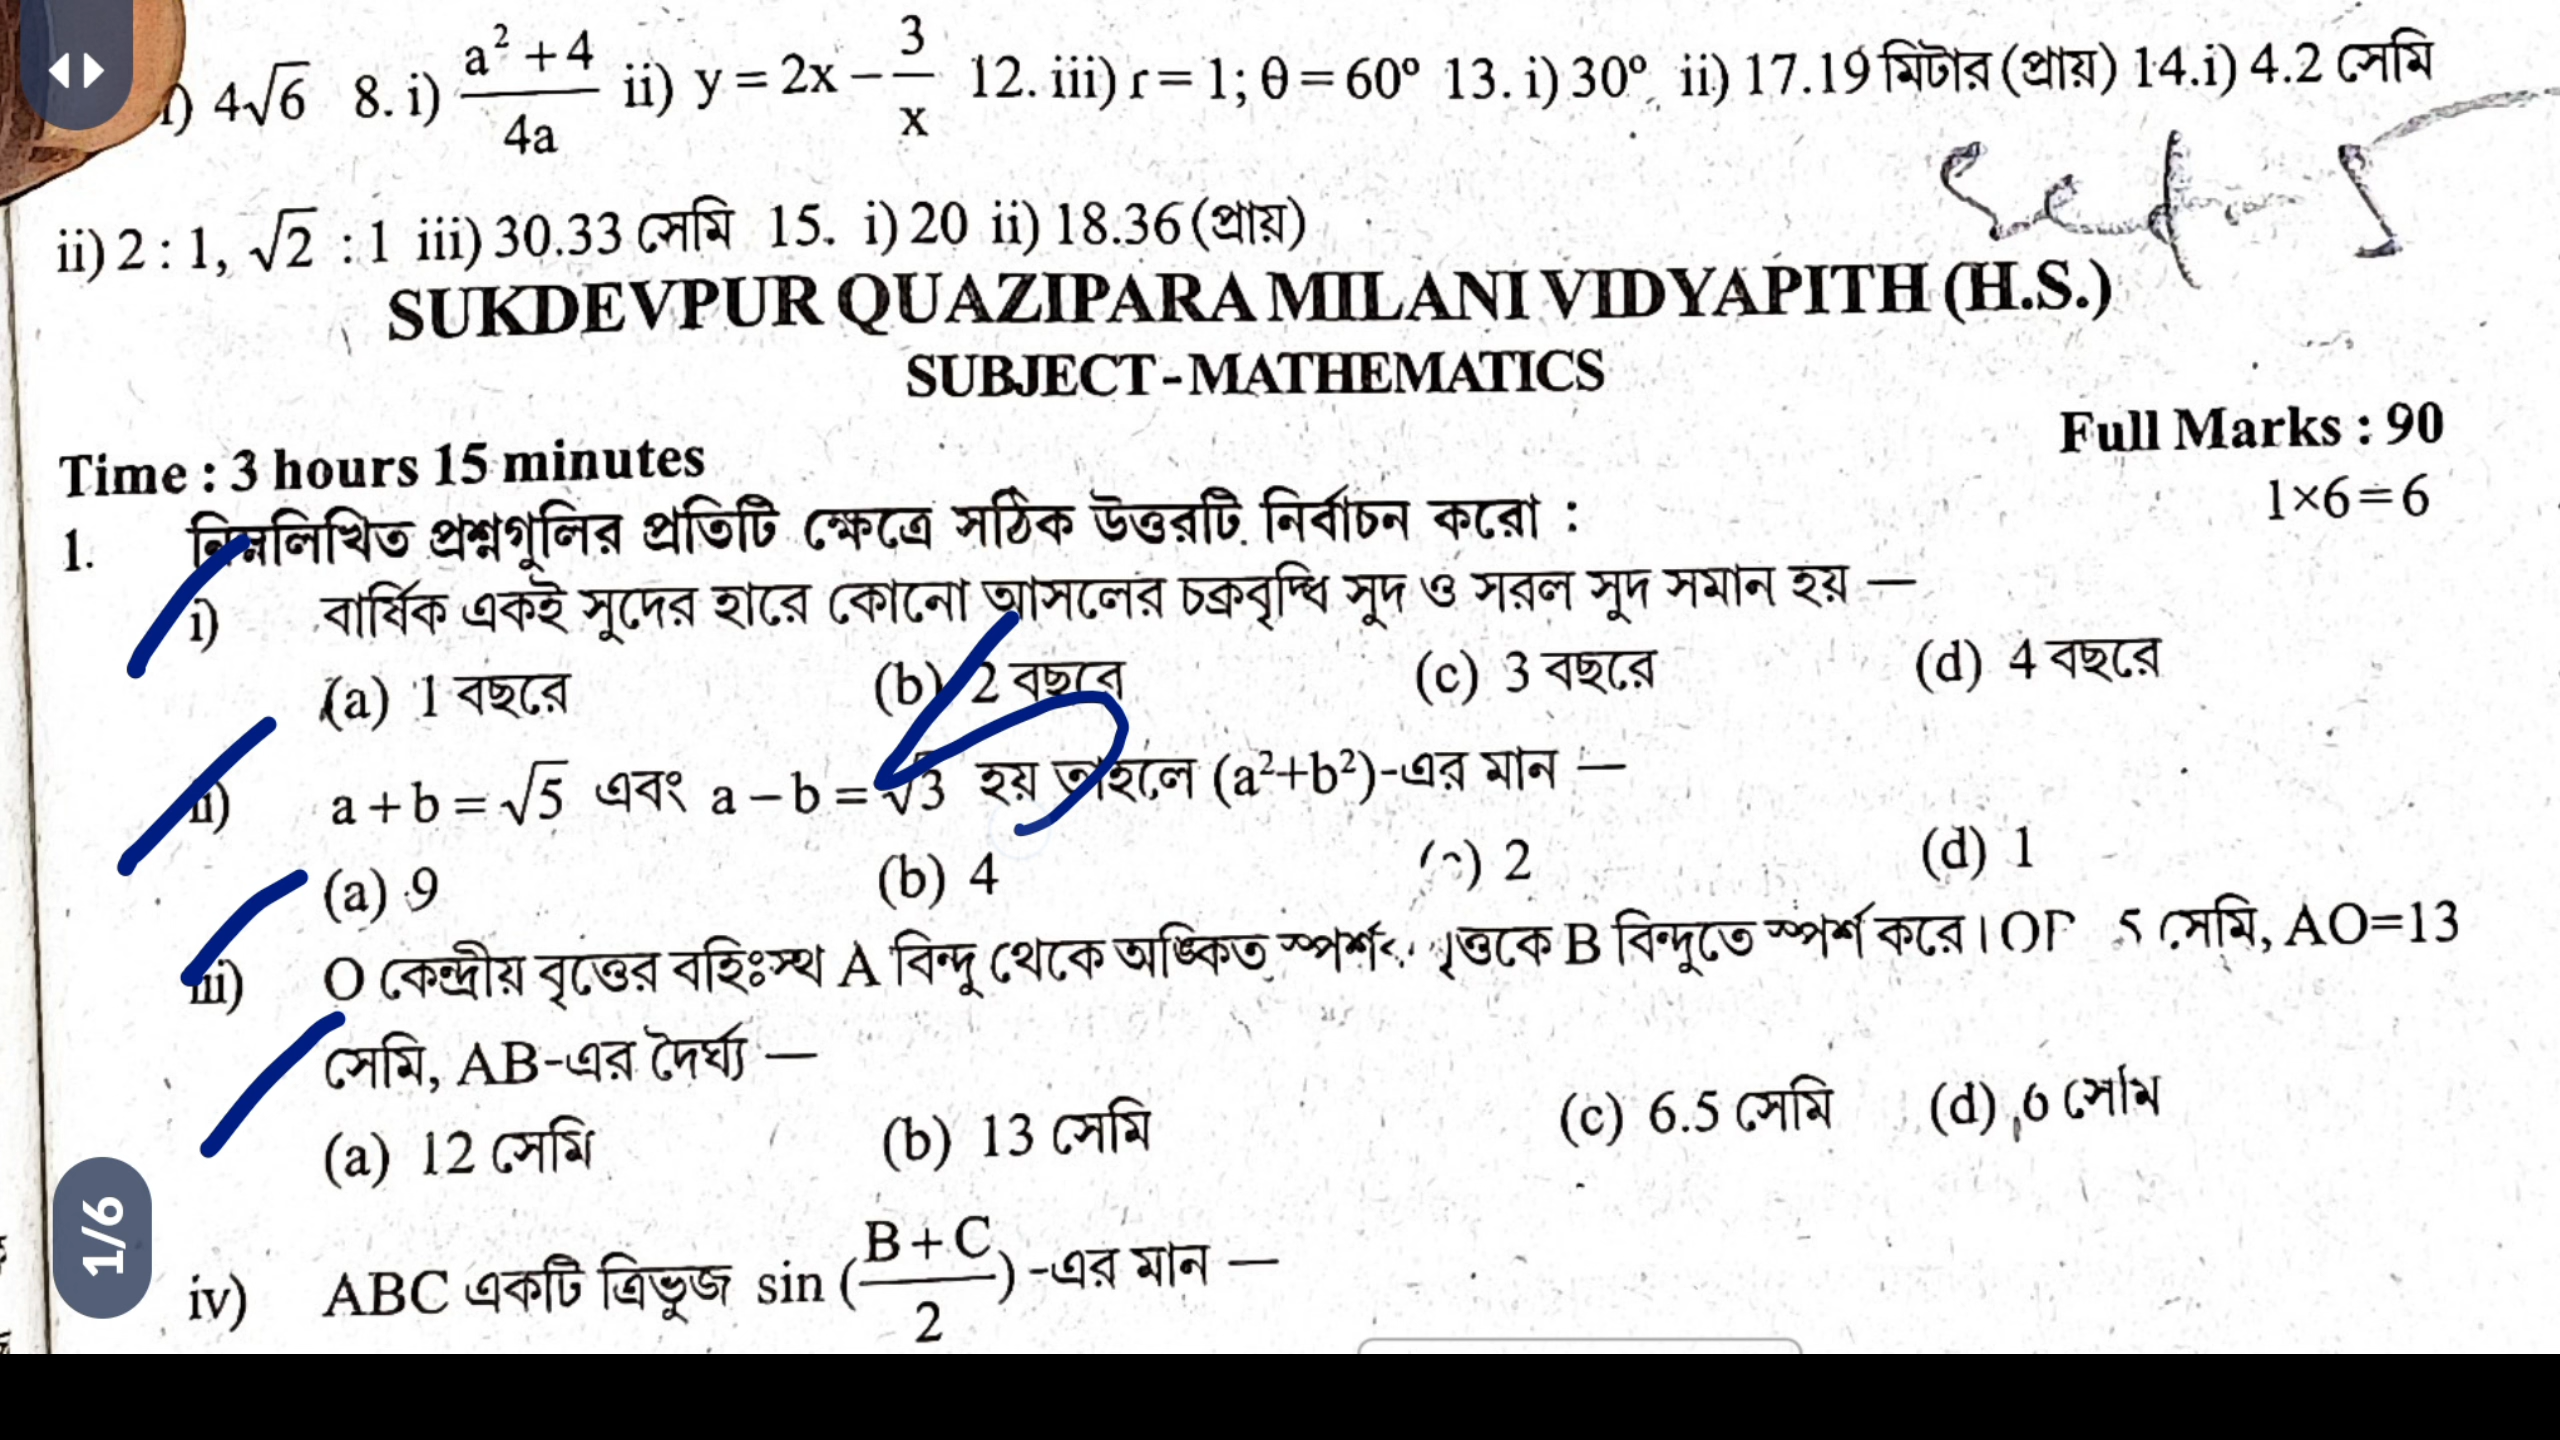 i) 4√6 8. i) (a² + 4)/4a ii) y = 2x − 3/x 12. iii) r = 1; θ = 60° 13. i) 30° ii) 17.19 মিটার (প্রায়) 14.i) 4.2 সেমি
ii) 2 : 1, √2 : 1 iii) 30.33 সেমি 15. i) 20 ii) 18.36 (প্রায়)
Set-5
SUKDEVPUR QUAZIPARA MILANI VIDYAPITH (H.S.)
SUBJECT - MATHEMATICS
Time : 3 hours 15 minutes Full Marks : 90
1. নিম্নলিখিত প্রশ্নগুলির প্রতিটি ক্ষেত্রে সঠিক উত্তরটি নির্বাচন করো : 1×6=6
i) বার্ষিক একই সুদের হারে কোনো আসলের চক্রবৃদ্ধি সুদ ও সরল সুদ সমান হয় —
(a) 1 বছরে (b) 2 বছরে (c) 3 বছরে (d) 4 বছরে
ii) a + b = √5 এবং a – b = √3 হয় তাহলে (a²+b²)-এর মান —
(a) 9 (b) 4 (c) 2 (d) 1
iii) O কেন্দ্রীয় বৃত্তের বহিঃস্থ A বিন্দু থেকে অঙ্কিত বৃত্তকে B বিন্দুতে স্পর্শ করে। 5 সেমি, AO=13
সেমি, AB-এর দৈর্ঘ্য —
(a) 12 সেমি (b) 13 সেমি (c) 6.5 সেমি (d) 6 সেমি
iv) ABC একটি ত্রিভুজ sin ((B + C)/2) -এর মান —
1/6